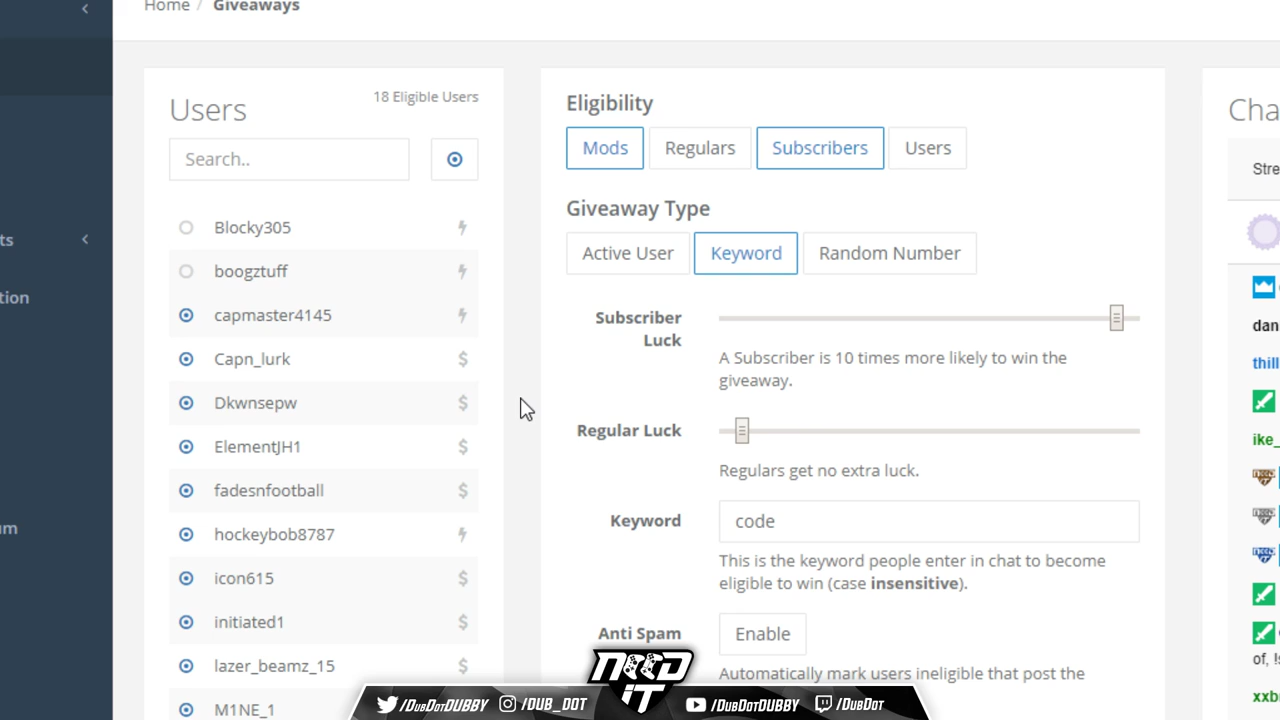 Home / Giveaways
ts
tion
um
Users
18 Eligible Users
Search..
Blocky305
boogztuff
capmaster4145
Capn_lurk
$
Dkwnsepw
$
ElementJH1
$
fadesnfootball
$
hockeybob8787
icon615
$
initiated1
$
lazer_beamz_15
$
M1NE_1
Eligibility
Mods
Regulars
Subscribers
Users
Giveaway Type
Active User
Keyword
Random Number
Subscriber
Luck
A Subscriber is 10 times more likely to win the
giveaway.
Regular Luck
Regulars get no extra luck.
Keyword
code
This is the keyword people enter in chat to become
eligible to win (case insensitive).
Anti Spam
Enable
Automatically mark users ineligible that post the
Cha
Stre
dan
thill
ike_
of, !s
xxb
NEED
IT
/DubDotDUBBY
/DUB_DOT
/DubDotDUBBY
/DubDot